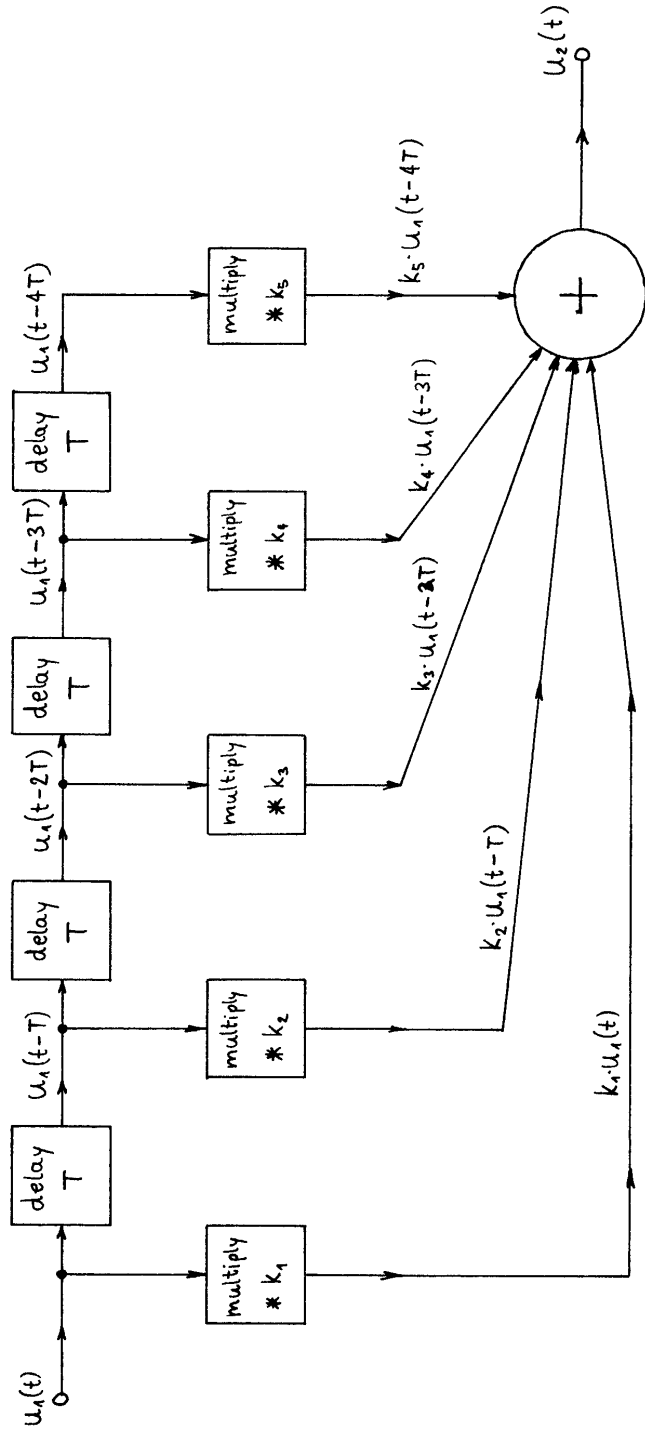 u₁(t)
delay
T
u₁(t-T)
delay
T
u₁(t-2T)
delay
T
u₁(t-3T)
delay
T
u₁(t-4T)
multiply
* k₁
multiply
* k₂
multiply
* k₃
multiply
* k₄
multiply
* k₅
k₁·u₁(t)
k₂·u₁(t-T)
k₃·u₁(t-2T)
k₄·u₁(t-3T)
k₅·u₁(t-4T)
+
u₂(t)